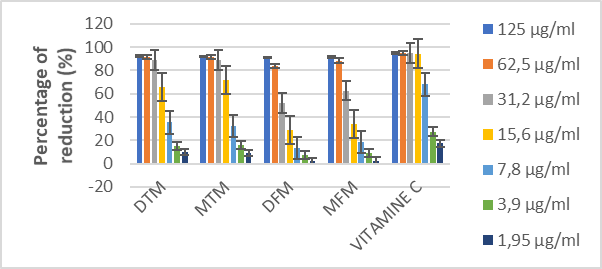 120
100
80
60
40
20
0
-20
Percentage of
reduction (%)
DTM
MTM
DFM
MFM
VITAMINE C
125 µg/ml
62,5 µg/ml
31,2 µg/ml
15,6 µg/ml
7,8 µg/ml
3,9 µg/ml
1,95 µg/ml